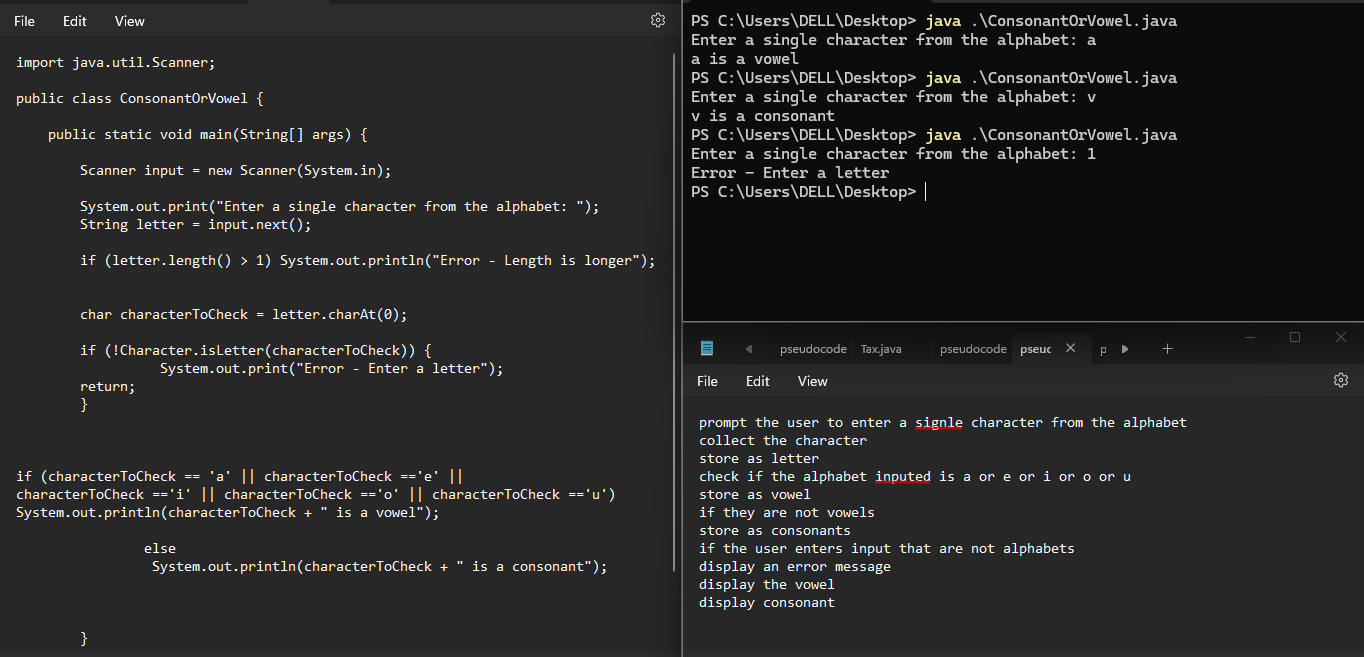 File Edit View
import java.util.Scanner;
public class ConsonantOrVowel {
public static void main(String[] args) {
Scanner input = new Scanner(System.in);
System.out.print("Enter a single character from the alphabet: ");
String letter = input.next();
if (letter.length() > 1) System.out.println("Error - Length is longer");
char characterToCheck = letter.charAt(0);
if (!Character.isLetter(characterToCheck)) {
System.out.print("Error - Enter a letter");
return;
}
if (characterToCheck == 'a' || characterToCheck =='e' ||
characterToCheck =='i' || characterToCheck =='o' || characterToCheck =='u')
System.out.println(characterToCheck + " is a vowel");
else
System.out.println(characterToCheck + " is a consonant");
}
PS C:\Users\DELL\Desktop> java .\ConsonantOrVowel.java
Enter a single character from the alphabet: a
a is a vowel
PS C:\Users\DELL\Desktop> java .\ConsonantOrVowel.java
Enter a single character from the alphabet: v
v is a consonant
PS C:\Users\DELL\Desktop> java .\ConsonantOrVowel.java
Enter a single character from the alphabet: 1
Error - Enter a letter
PS C:\Users\DELL\Desktop>
pseudocode Tax.java pseudocode pseuc p
File Edit View
prompt the user to enter a signle character from the alphabet
collect the character
store as letter
check if the alphabet inputed is a or e or i or o or u
store as vowel
if they are not vowels
store as consonants
if the user enters input that are not alphabets
display an error message
display the vowel
display consonant